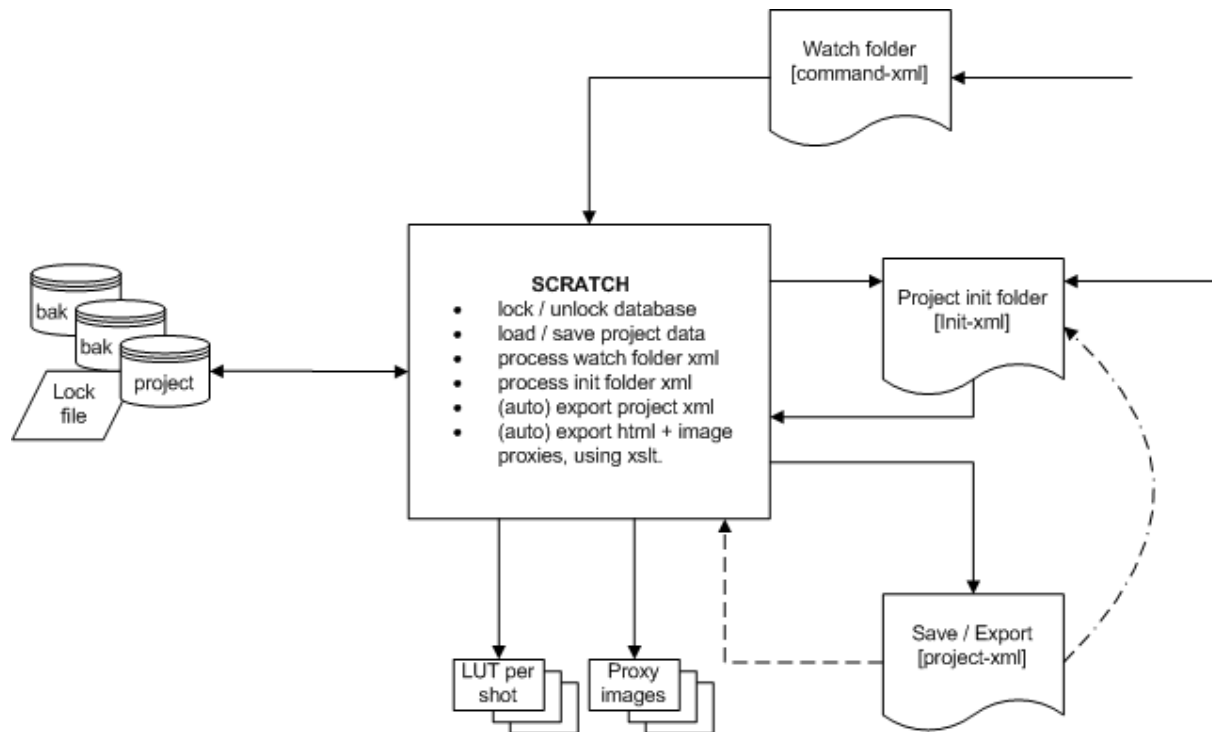 Watch folder
[command-xml]
SCRATCH
• lock / unlock database
• load / save project data
• process watch folder xml
• process init folder xml
• (auto) export project xml
• (auto) export html + image
proxies, using xslt.
bak
bak
project
Lock
file
Project init folder
[Init-xml]
Save / Export
[project-xml]
LUT per
shot
Proxy
images